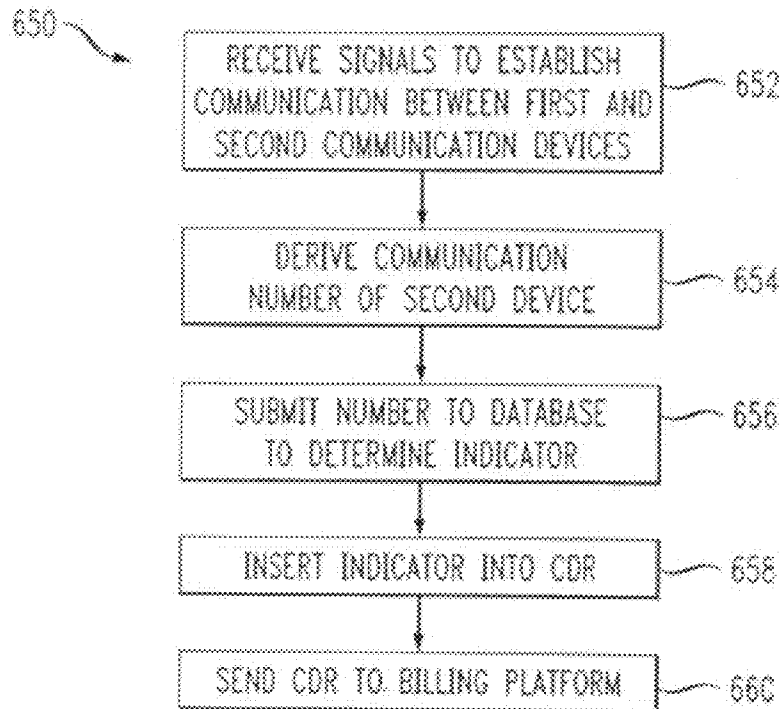 650
RECEIVE SIGNALS TO ESTABLISH
COMMUNICATION BETWEEN FIRST AND
SECOND COMMUNICATION DEVICES
652
DERIVE COMMUNICATION
NUMBER OF SECOND DEVICE
654
SUBMIT NUMBER TO DATABASE
TO DETERMINE INDICATOR
656
INSERT INDICATOR INTO CDR
658
SEND CDR TO BILLING PLATFORM
660